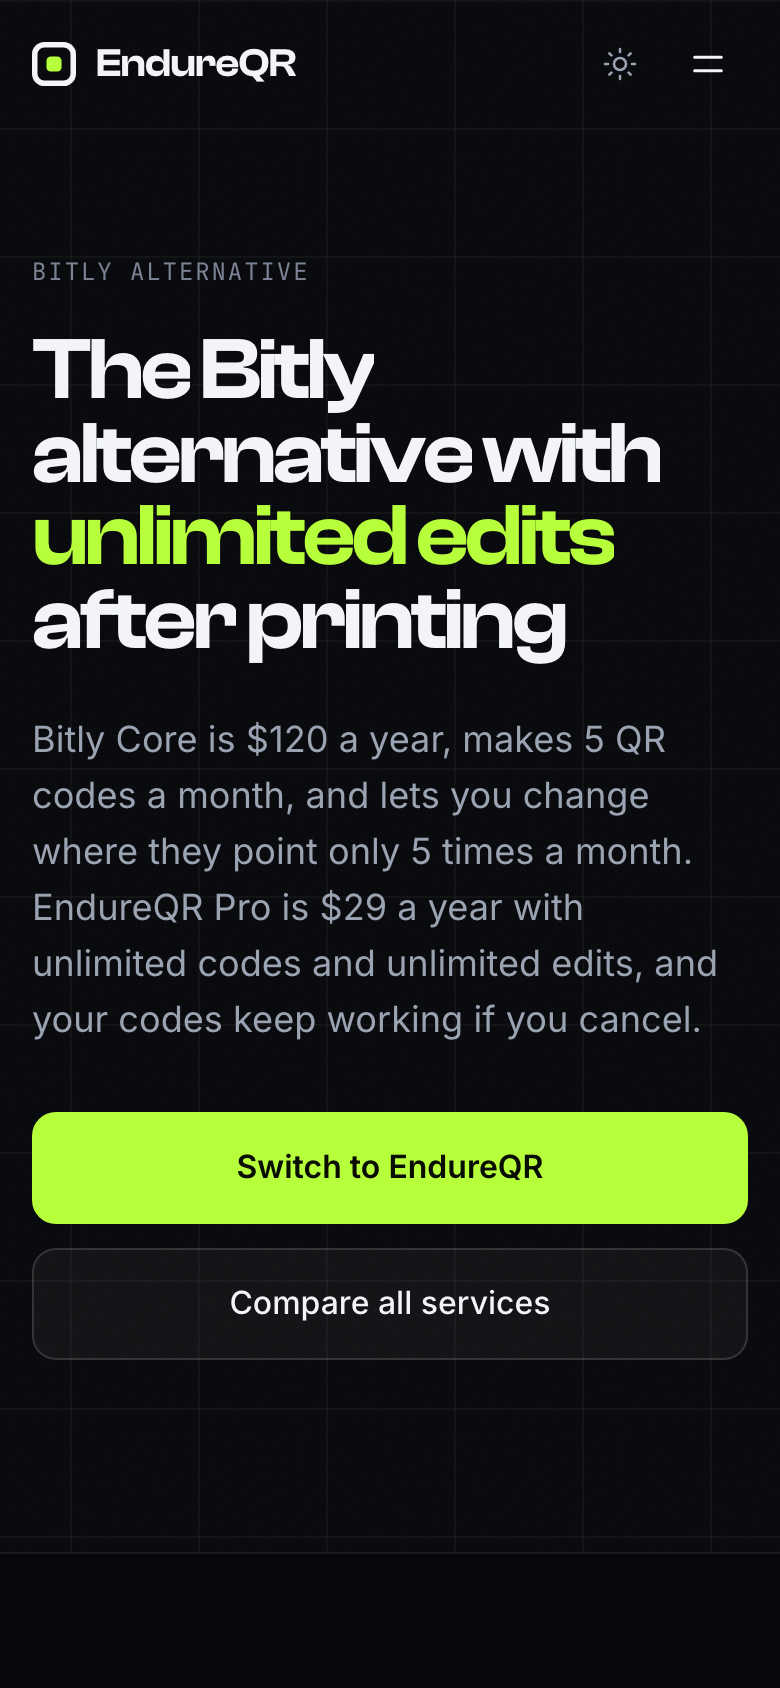 EndureQR
BITLY ALTERNATIVE
The Bitly
alternative with
unlimited edits
after printing
Bitly Core is $120 a year, makes 5 QR
codes a month, and lets you change
where they point only 5 times a month.
EndureQR Pro is $29 a year with
unlimited codes and unlimited edits, and
your codes keep working if you cancel.
Switch to EndureQR
Compare all services